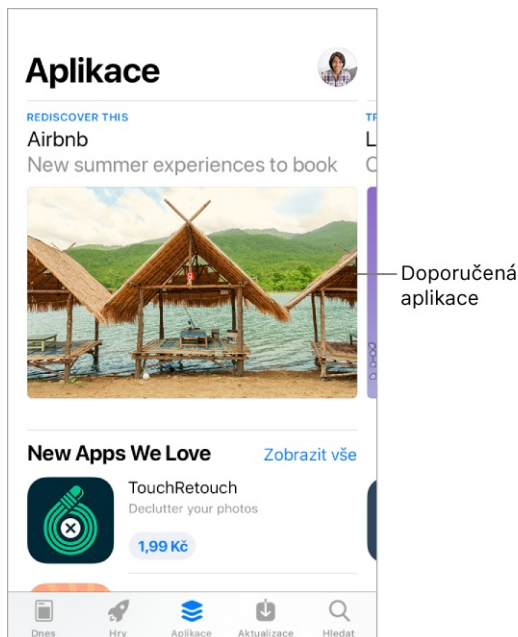 Aplikace
REDISCOVER THIS
Airbnb
New summer experiences to book
Doporučená
aplikace
New Apps We Love
Zobrazit vše
TouchRetouch
Declutter your photos
1,99 Kč
Dnes
Hry
Aplikace
Aktualizace
Hledat